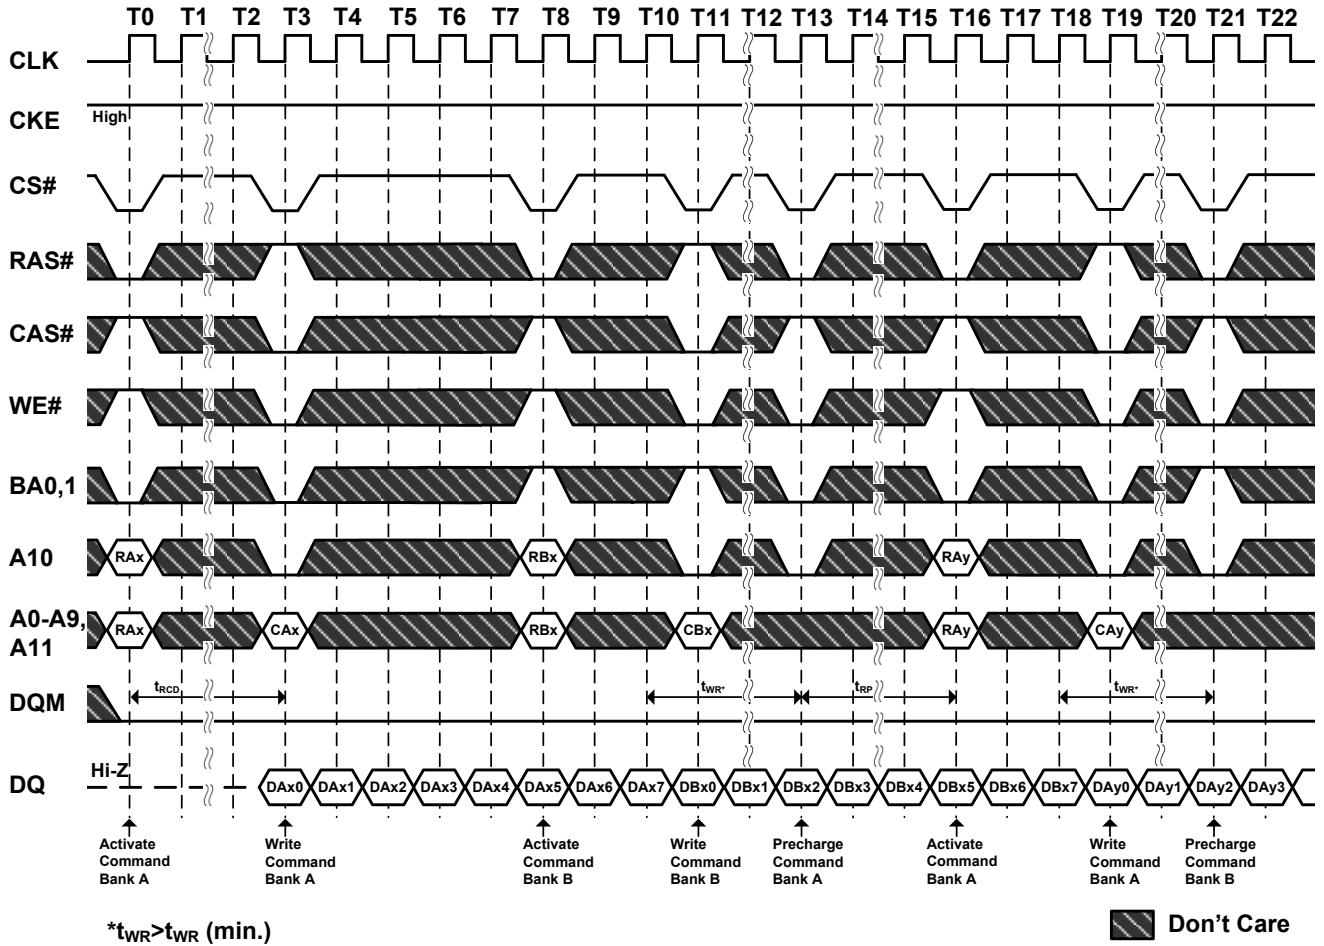 T0 T1 T2 T3 T4 T5 T6 T7 T8 T9 T10 T11 T12 T13 T14 T15 T16 T17 T18 T19 T20 T21 T22
CLK
CKE High
CS#
RAS#
CAS#
WE#
BA0,1
A10 RAx RBx RAy
A0-A9, RAx CAx RBx CBx RAy CAy
A11
DQM tRCD tWR* tRP tWR*
DQ Hi-Z DAx0 DAx1 DAx2 DAx3 DAx4 DAx5 DAx6 DAx7 DBx0 DBx1 DBx2 DBx3 DBx4 DBx5 DBx6 DBx7 DAy0 DAy1 DAy2 DAy3
Activate Write Activate Write Precharge Activate Write Precharge
Command Command Command Command Command Command Command Command
Bank A Bank A Bank B Bank B Bank A Bank A Bank A Bank B
*tWR>tWR (min.)
Don't Care